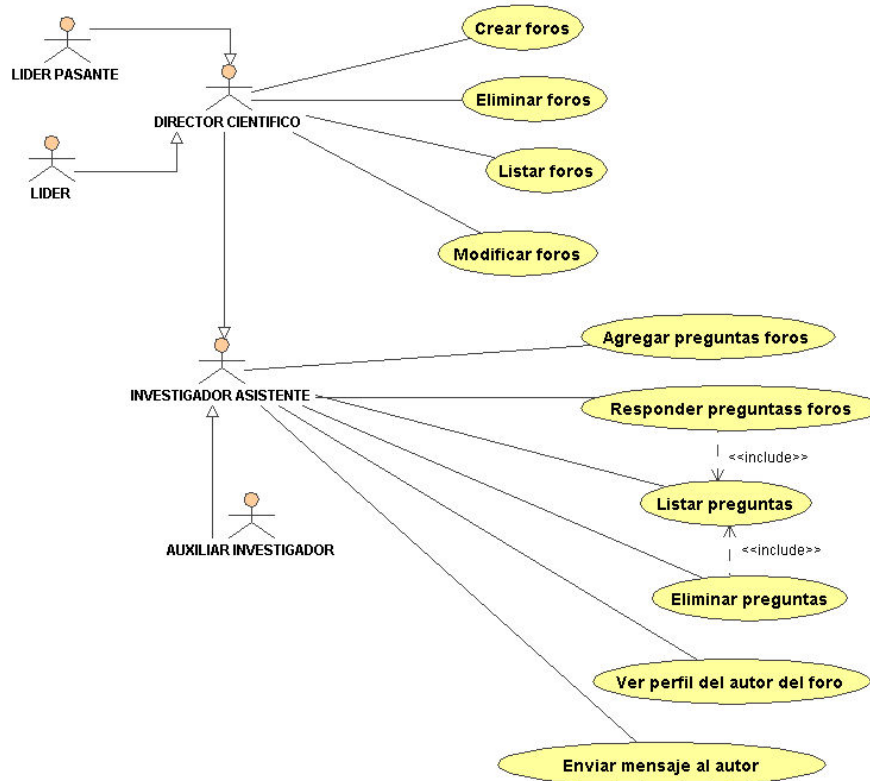 Crear foros
LIDER PASANTE
Eliminar foros
DIRECTOR CIENTIFICO
Listar foros
LIDER
Modificar foros
Agregar preguntas foros
INVESTIGADOR ASISTENTE
Responder preguntass foros
<<include>>
Listar preguntas
AUXILIAR INVESTIGADOR
<<include>>
Eliminar preguntas
Ver perfil del autor del foro
Enviar mensaje al autor